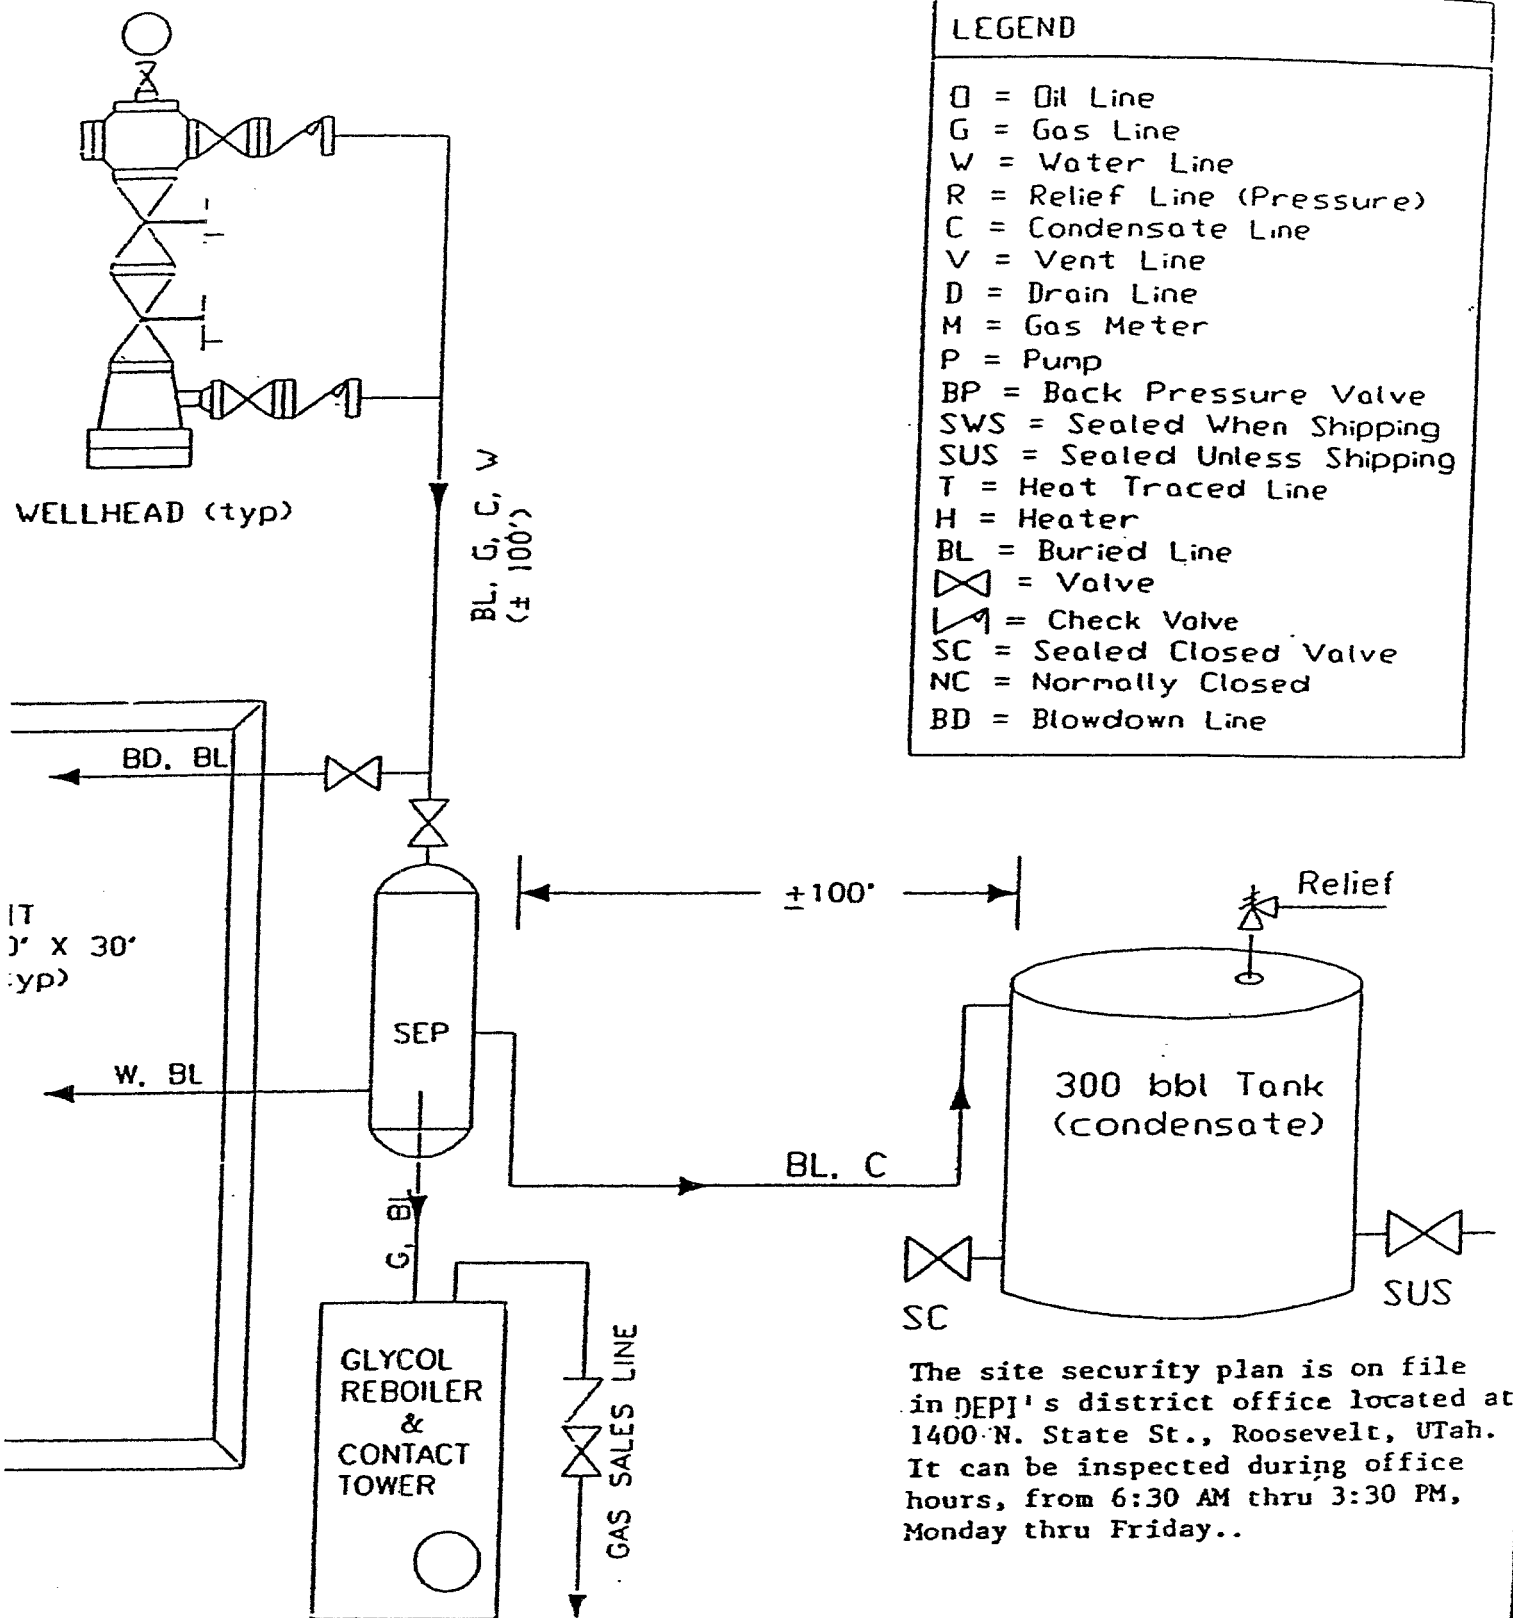 LEGEND
O = Oil Line
G = Gas Line
W = Water Line
R = Relief Line (Pressure)
C = Condensate Line
V = Vent Line
D = Drain Line
M = Gas Meter
P = Pump
BP = Back Pressure Valve
SWS = Sealed When Shipping
SUS = Sealed Unless Shipping
T = Heat Traced Line
H = Heater
BL = Buried Line
= Valve
= Check Valve
SC = Sealed Closed Valve
NC = Normally Closed
BD = Blowdown Line
WELLHEAD (typ)
BL, G, C, W
(± 100')
BD, BL
±100'
Relief
X 30'
SEP
W, BL
300 bbl Tank
(condensate)
BL, C
G, BL
SC
SUS
GLYCOL
REBOILER
&
CONTACT
TOWER
GAS SALES LINE
The site security plan is on file
in DEPI's district office located at
1400 N. State St., Roosevelt, UTah.
It can be inspected during office
hours, from 6:30 AM thru 3:30 PM,
Monday thru Friday..